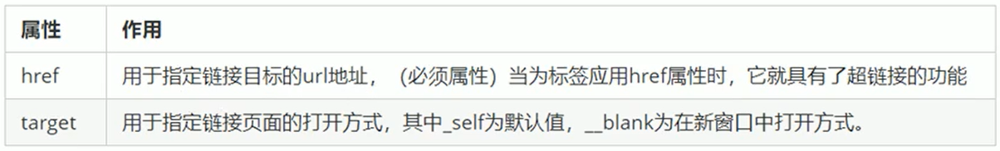 属性 作用
href 用于指定链接目标的url地址，（必须属性）当为标签应用href属性时，它就具有了超链接的功能
target 用于指定链接页面的打开方式，其中_self为默认值，__blank为在新窗口中打开方式。